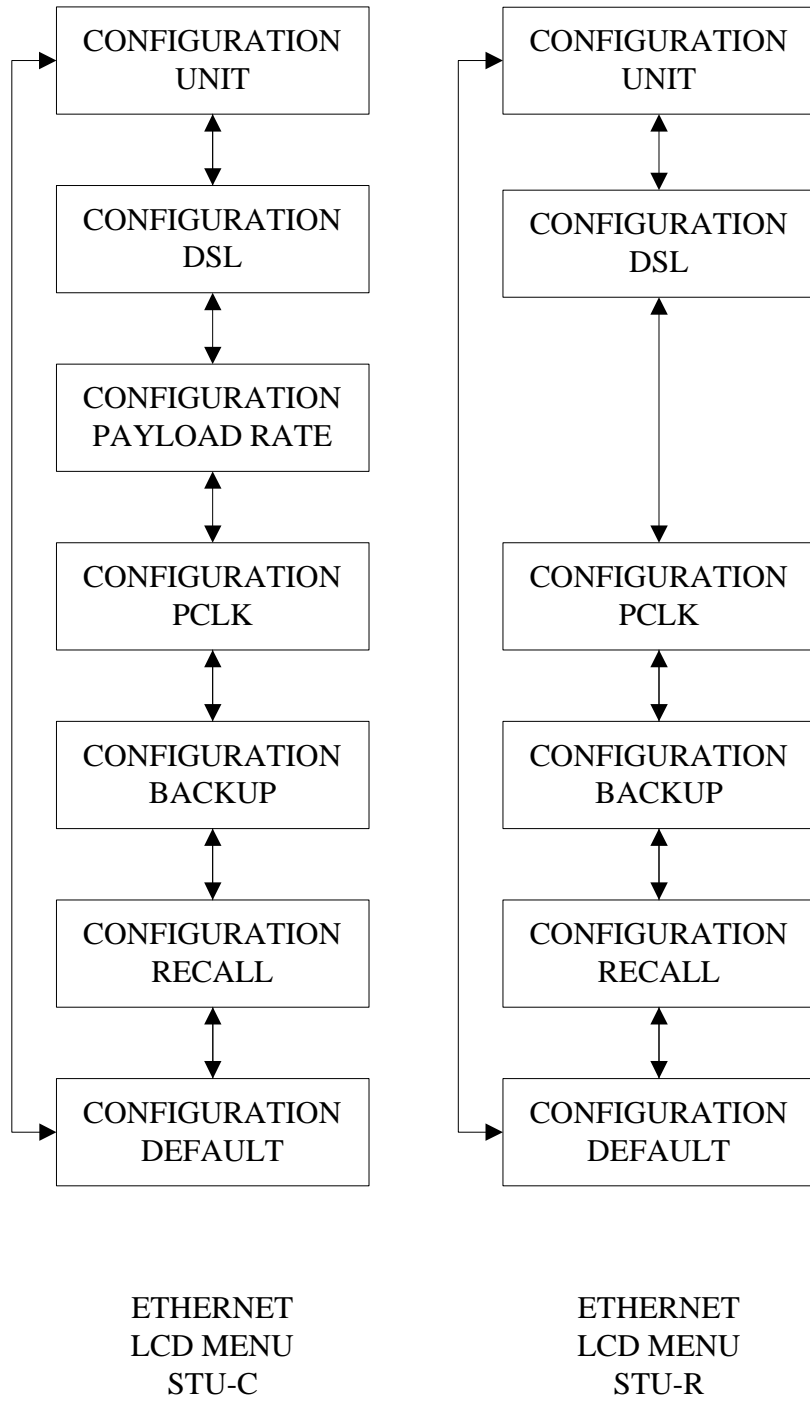 CONFIGURATION
UNIT
CONFIGURATION
DSL
CONFIGURATION
PAYLOAD RATE
CONFIGURATION
PCLK
CONFIGURATION
BACKUP
CONFIGURATION
RECALL
CONFIGURATION
DEFAULT
ETHERNET
LCD MENU
STU-C
CONFIGURATION
UNIT
CONFIGURATION
DSL
CONFIGURATION
PCLK
CONFIGURATION
BACKUP
CONFIGURATION
RECALL
CONFIGURATION
DEFAULT
ETHERNET
LCD MENU
STU-R